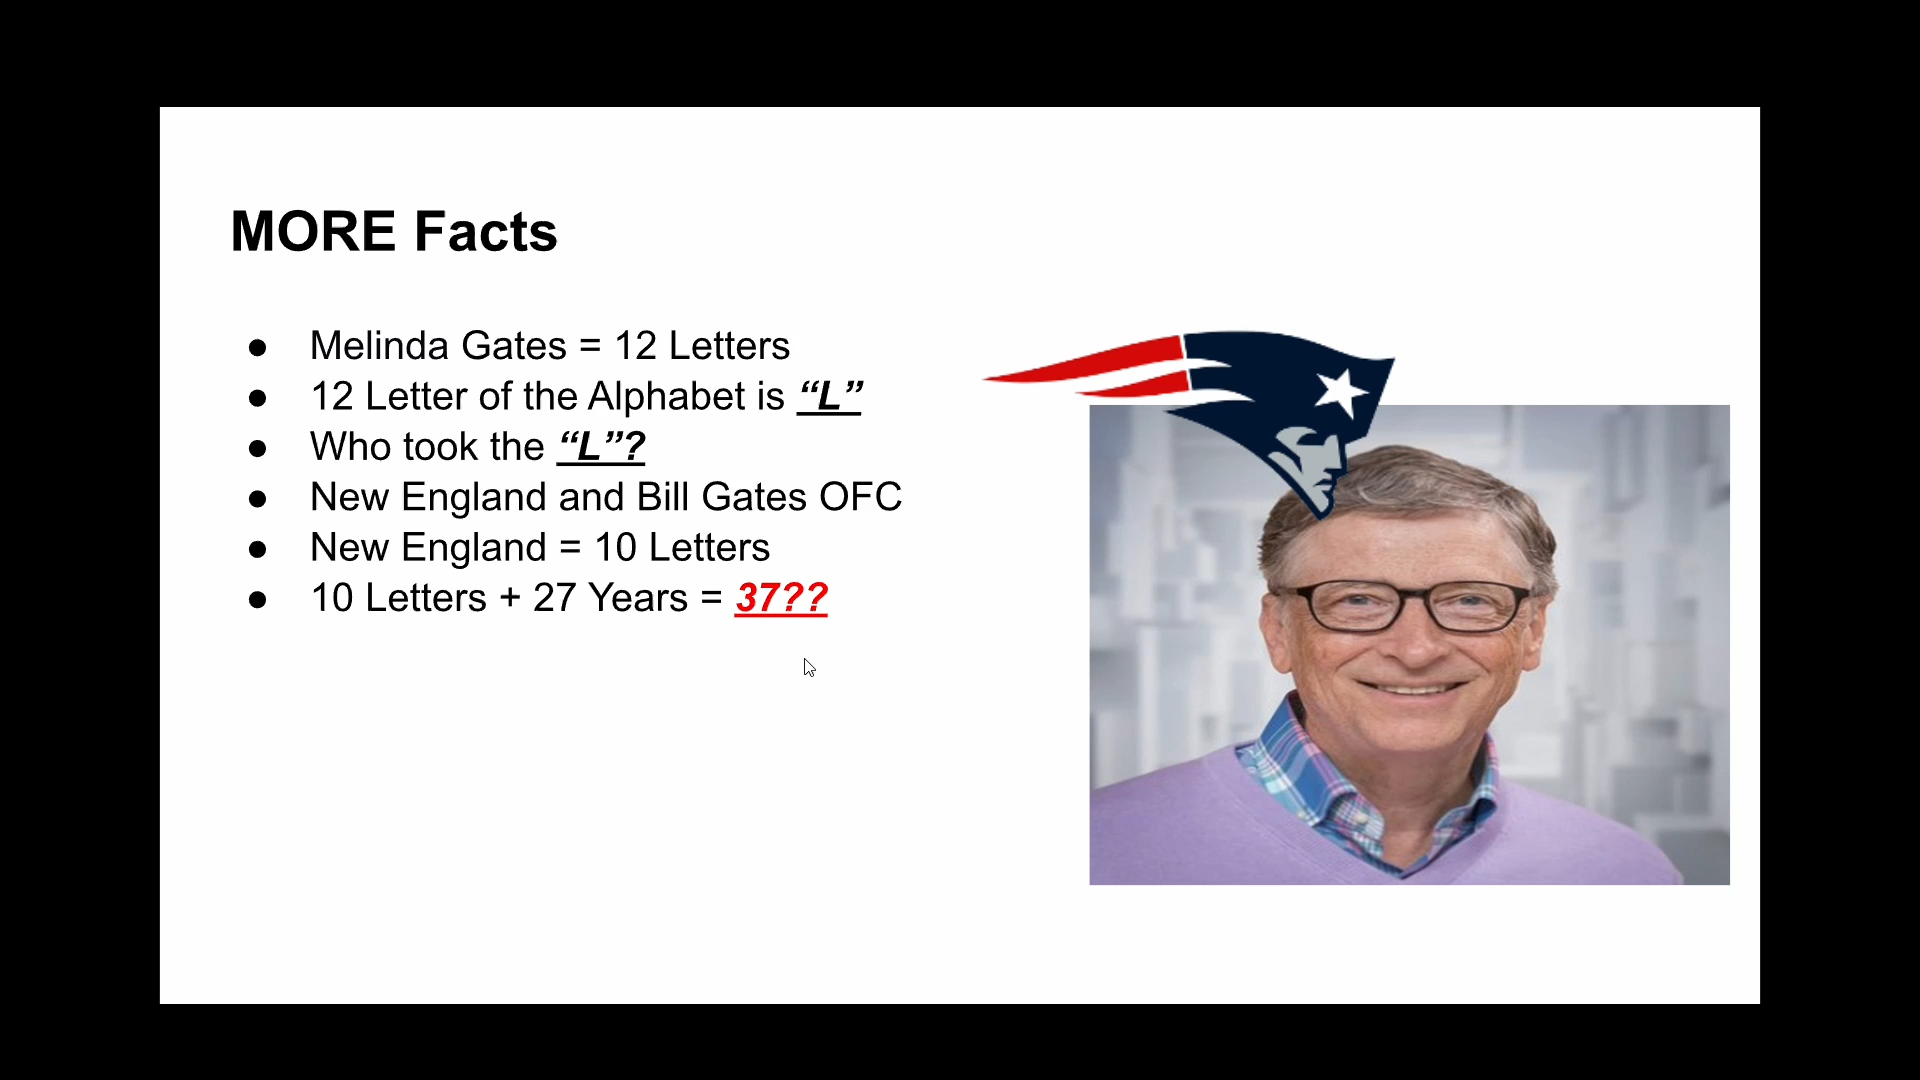 MORE Facts
● Melinda Gates = 12 Letters
● 12 Letter of the Alphabet is “L”
● Who took the “L”?
● New England and Bill Gates OFC
● New England = 10 Letters
● 10 Letters + 27 Years = 37??